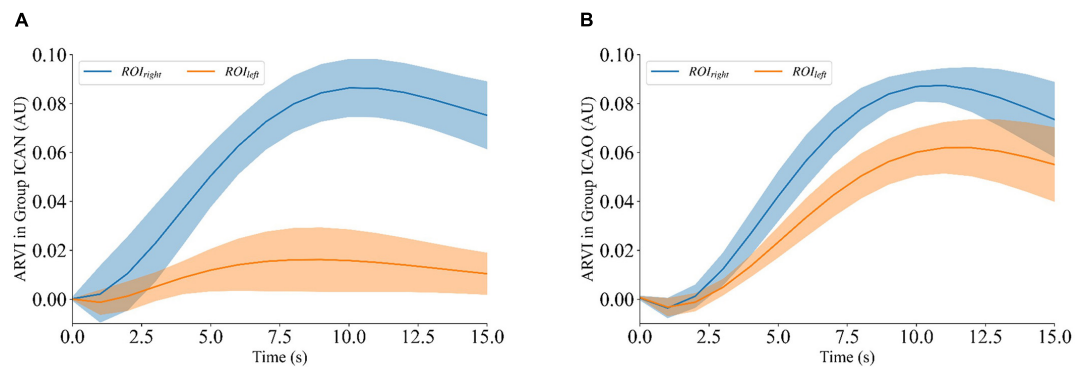 A
ARVI in Group ICAN (AU)
0.10
0.08
0.06
0.04
0.02
0.00
ROIright ROIleft
0.0 2.5 5.0 7.5 10.0 12.5 15.0
Time (s)
B
ARVI in Group ICAO (AU)
0.10
0.08
0.06
0.04
0.02
0.00
ROIright ROIleft
0.0 2.5 5.0 7.5 10.0 12.5 15.0
Time (s)